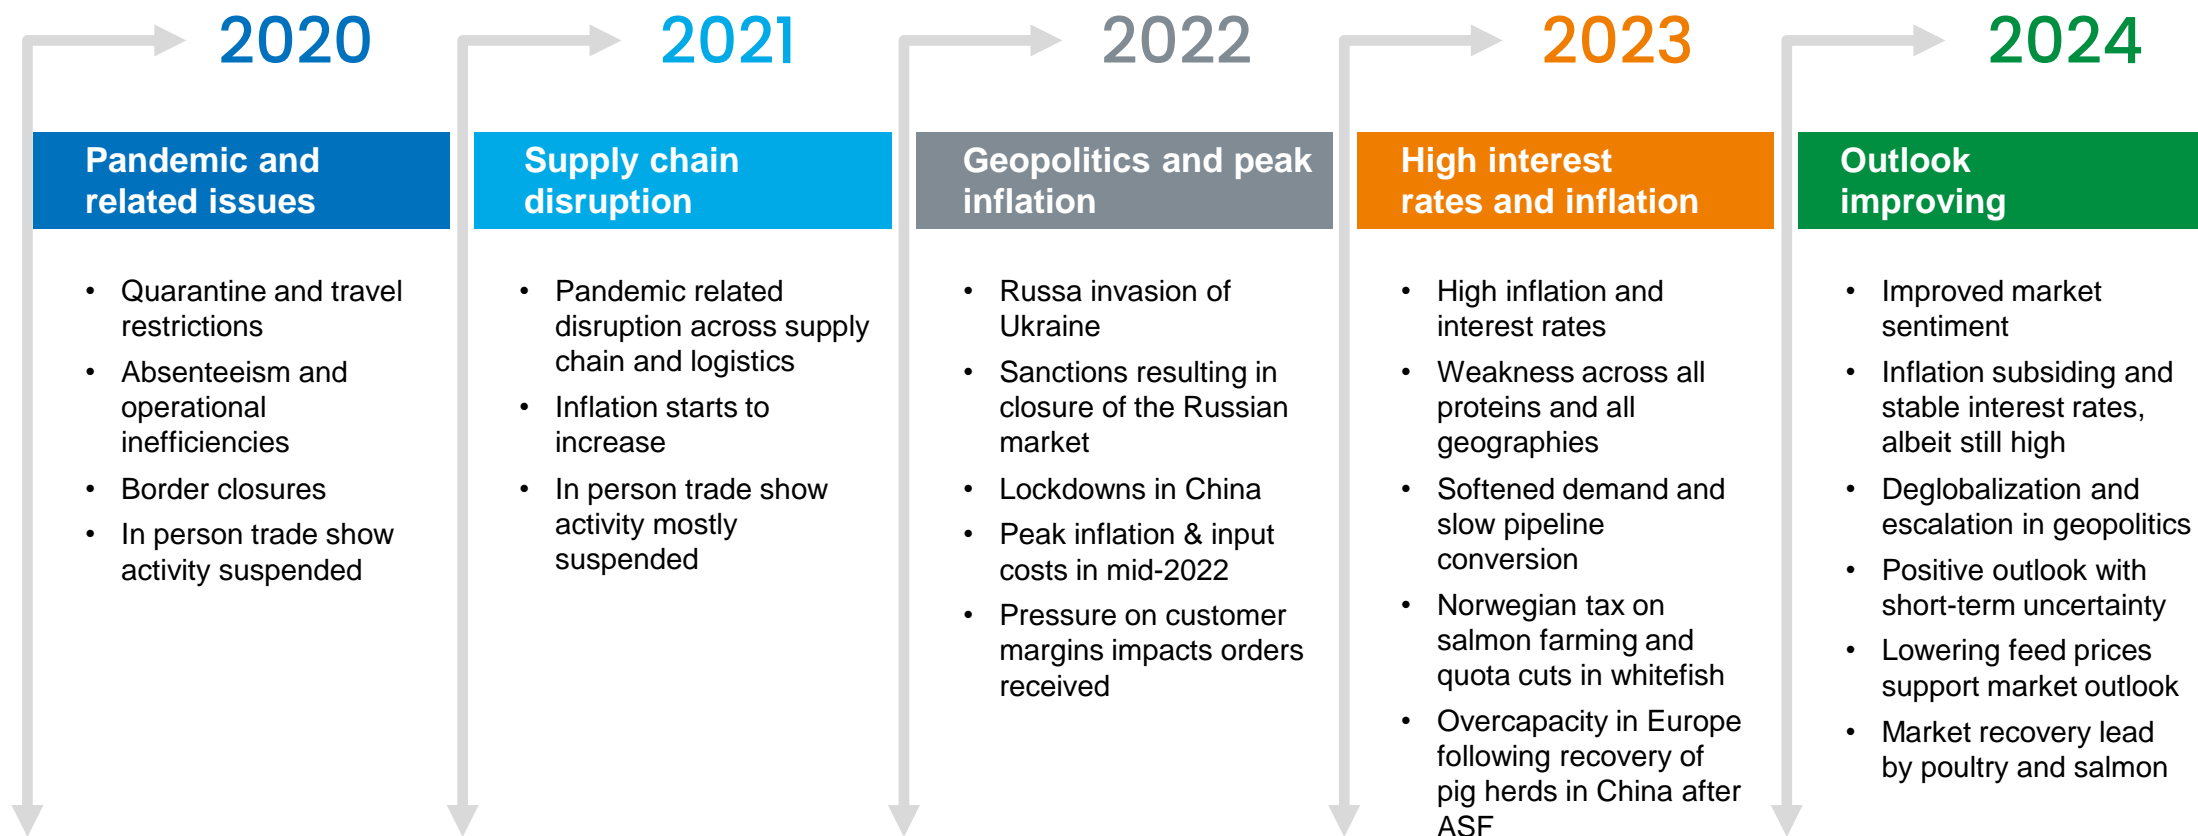 2020
Pandemic and
related issues
• Quarantine and travel
restrictions
• Absenteeism and
operational
inefficiencies
• Border closures
• In person trade show
activity suspended
2021
Supply chain
disruption
• Pandemic related
disruption across supply
chain and logistics
• Inflation starts to
increase
• In person trade show
activity mostly
suspended
2022
Geopolitics and peak
inflation
• Russa invasion of
Ukraine
• Sanctions resulting in
closure of the Russian
market
• Lockdowns in China
• Peak inflation & input
costs in mid-2022
• Pressure on customer
margins impacts orders
received
2023
High interest
rates and inflation
• High inflation and
interest rates
• Weakness across all
proteins and all
geographies
• Softened demand and
slow pipeline
conversion
• Norwegian tax on
salmon farming and
quota cuts in whitefish
• Overcapacity in Europe
following recovery of
pig herds in China after
ASF
2024
Outlook
improving
• Improved market
sentiment
• Inflation subsiding and
stable interest rates,
albeit still high
• Deglobalization and
escalation in geopolitics
• Positive outlook with
short-term uncertainty
• Lowering feed prices
support market outlook
• Market recovery lead
by poultry and salmon